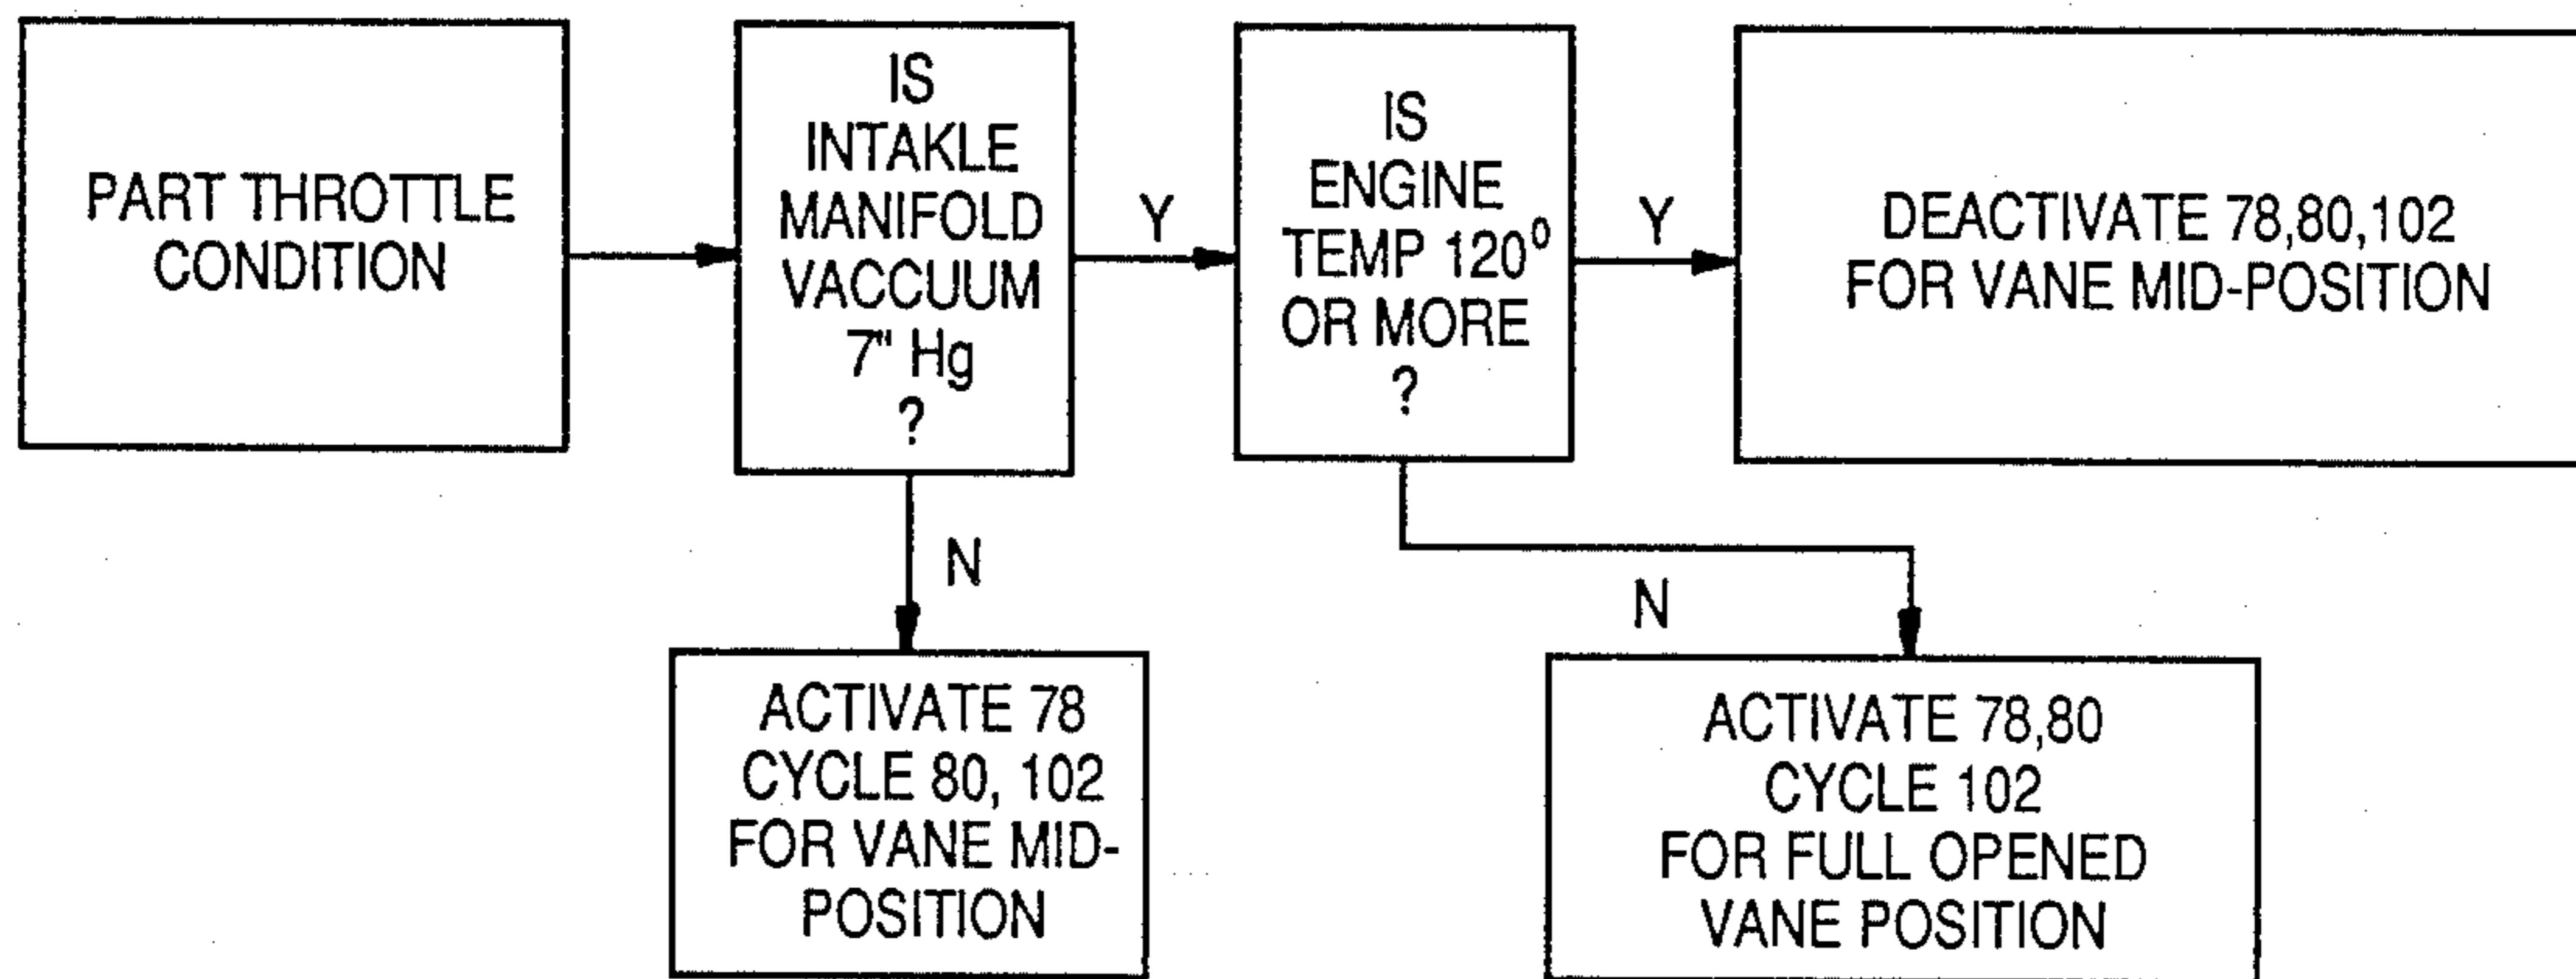 PART THROTTLE
CONDITION
IS
INTAKLE
MANIFOLD
VACCUUM
7" Hg
?
Y
IS
ENGINE
TEMP 120⁰
OR MORE
?
Y
DEACTIVATE 78,80,102
FOR VANE MID-POSITION
N
ACTIVATE 78
CYCLE 80, 102
FOR VANE MID-
POSITION
N
ACTIVATE 78,80
CYCLE 102
FOR FULL OPENED
VANE POSITION